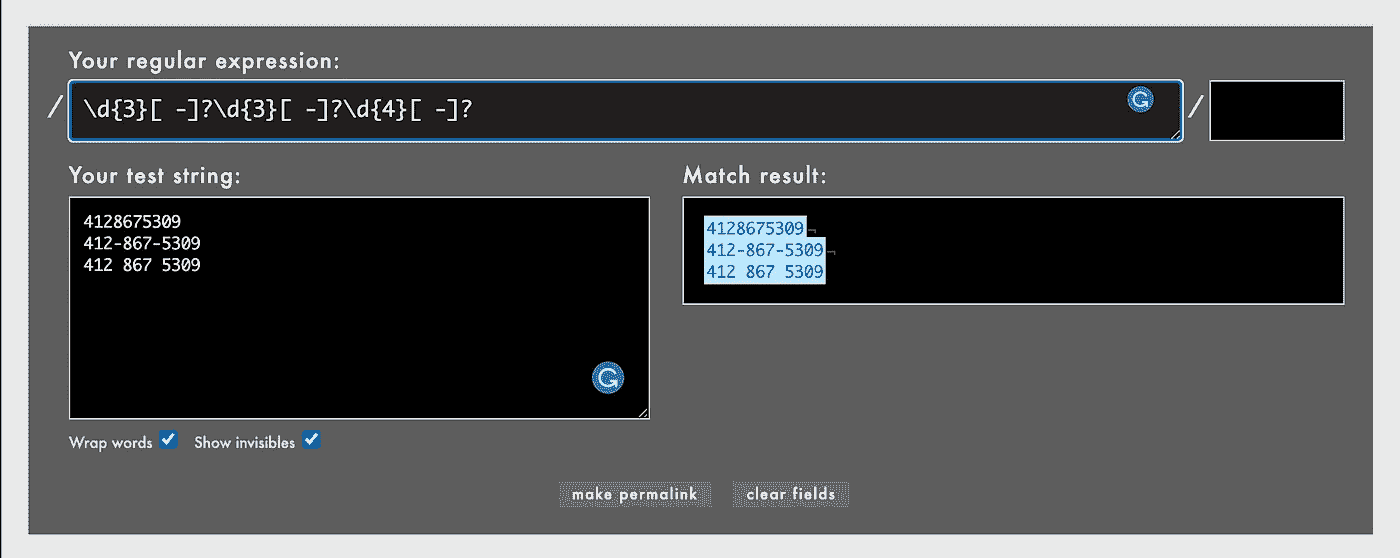 Your regular expression:
/ \d{3}[ -]?\d{3}[ -]?\d{4}[ -]? /
Your test string:
4128675309
412-867-5309
412 867 5309
Match result:
4128675309¬
412-867-5309¬
412 867 5309
Wrap words Show invisibles
make permalink clear fields